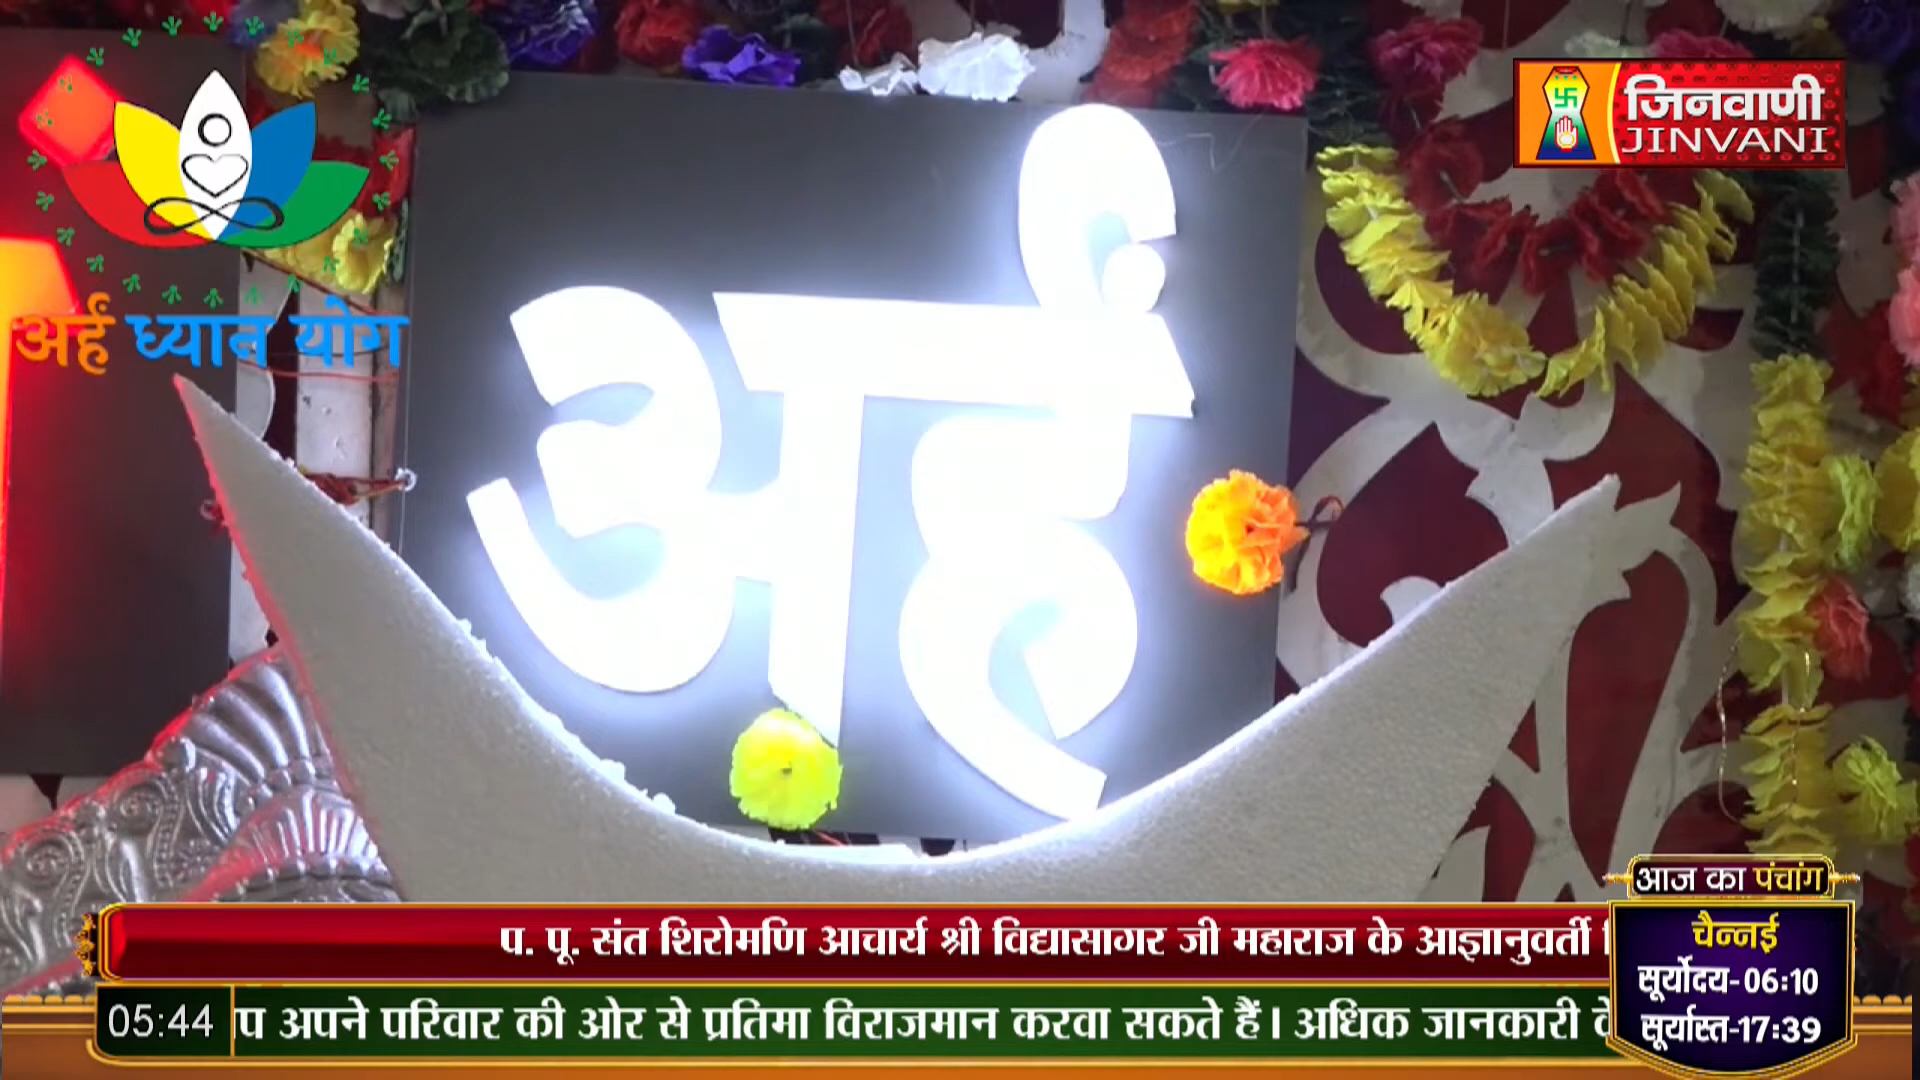 जिनवाणी
JINVANI
अर्हं
अर्हं ध्यान योग
आज का पंचांग
चैन्नई
सूर्योदय-06:10
सूर्यास्त-17:39
प. पू. संत शिरोमणि आचार्य श्री विद्यासागर जी महाराज के आज्ञानुवर्ती
05:44
प अपने परिवार की ओर से प्रतिमा विराजमान करवा सकते हैं। अधिक जानकारी